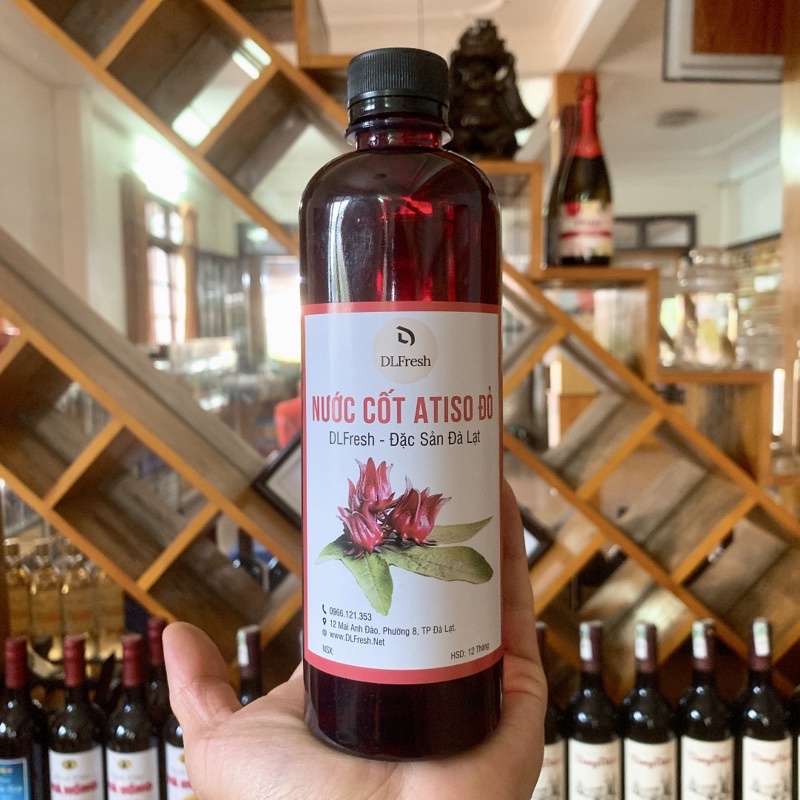 DLFresh
NƯỚC CỐT ATISO ĐỎ
DLFresh - Đặc Sản Đà Lạt
0966.121.353
12 Mai Anh Đào, Phường 8, TP Đà Lạt.
www.DLFresh.Net
NSX:
HSD: 12 Tháng